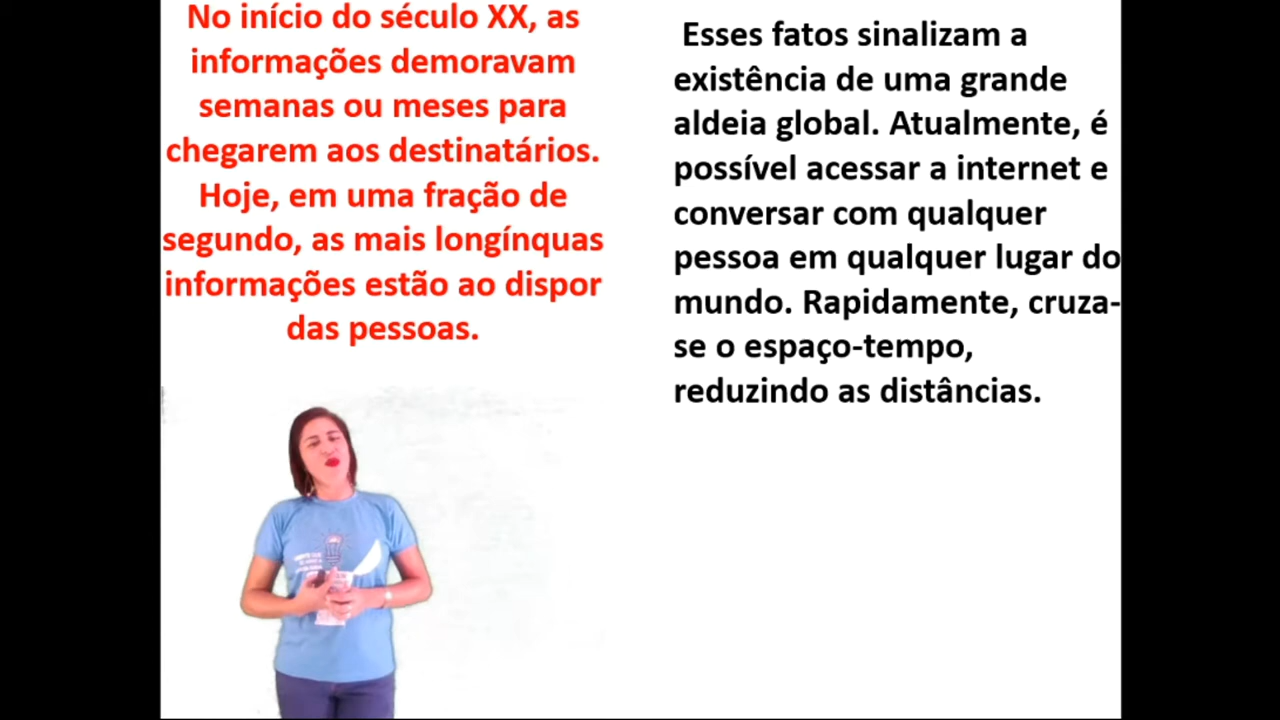 No início do século XX, as
informações demoravam
semanas ou meses para
chegarem aos destinatários.
Hoje, em uma fração de
segundo, as mais longínquas
informações estão ao dispor
das pessoas.
Esses fatos sinalizam a
existência de uma grande
aldeia global. Atualmente, é
possível acessar a internet e
conversar com qualquer
pessoa em qualquer lugar do
mundo. Rapidamente, cruza-
se o espaço-tempo,
reduzindo as distâncias.